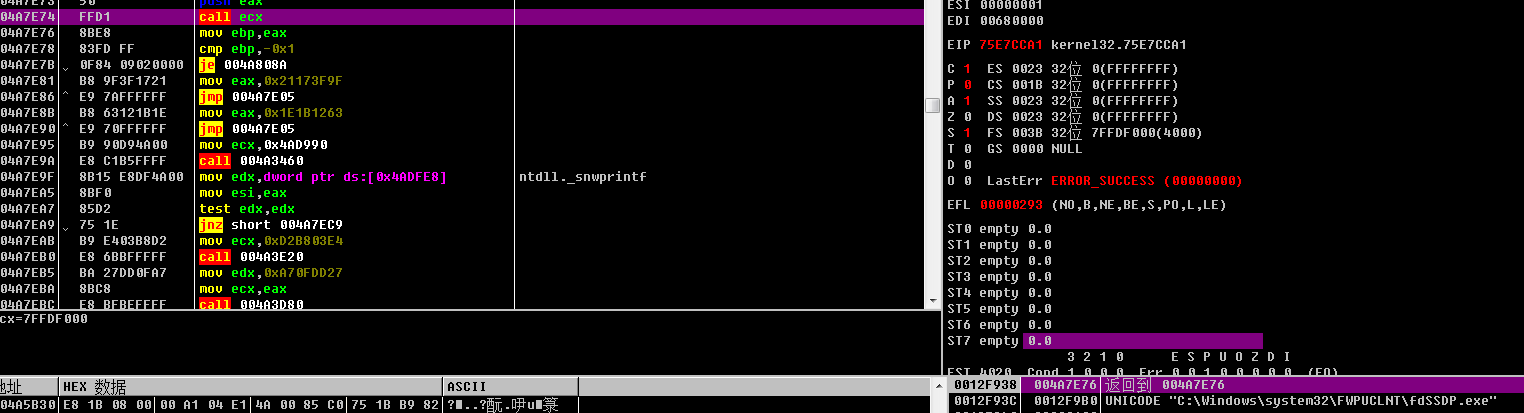 04A7E73 50 push eax
04A7E74 FFD1 call ecx
04A7E76 8BE8 mov ebp,eax
04A7E78 83FD FF cmp ebp,-0x1
04A7E7B 0F84 09020000 je 004A808A
04A7E81 B8 9F3F1721 mov eax,0x21173F9F
04A7E86 ^ E9 7AFFFFFF jmp 004A7E05
04A7E8B B8 63121B1E mov eax,0x1E1B1263
04A7E90 ^ E9 70FFFFFF jmp 004A7E05
04A7E95 B9 90D94A00 mov ecx,0x4AD990
04A7E9A E8 C1B5FFFF call 004A3460
04A7E9F 8B15 E8DF4A00 mov edx,dword ptr ds:[0x4ADFE8] ntdll._snwprintf
04A7EA5 8BF0 mov esi,eax
04A7EA7 85D2 test edx,edx
04A7EA9 75 1E jnz short 004A7EC9
04A7EAB B9 E403B8D2 mov ecx,0xD2B803E4
04A7EB0 E8 6BBFFFFF call 004A3E20
04A7EB5 BA 27DD0FA7 mov edx,0xA70FDD27
04A7EBA 8BC8 mov ecx,eax
04A7EBC E8 BFBEFFFF call 004A3D80
cx=7FFDF000
ESI 00000001
EDI 00680000
EIP 75E7CCA1 kernel32.75E7CCA1
C 1 ES 0023 32位 0(FFFFFFFF)
P 0 CS 001B 32位 0(FFFFFFFF)
A 1 SS 0023 32位 0(FFFFFFFF)
Z 0 DS 0023 32位 0(FFFFFFFF)
S 1 FS 003B 32位 7FFDF000(4000)
T 0 GS 0000 NULL
D 0
O 0 LastErr ERROR_SUCCESS (00000000)
EFL 00000293 (NO,B,NE,BE,S,PO,L,LE)
ST0 empty 0.0
ST1 empty 0.0
ST2 empty 0.0
ST3 empty 0.0
ST4 empty 0.0
ST5 empty 0.0
ST6 empty 0.0
ST7 empty 0.0
3 2 1 0 E S P U O Z D I
FST 4020 Cond 1 0 0 0 Err 0 0 1 0 0 0 0 0 (EQ)
地址 HEX 数据 ASCII
04A5B30 E8 1B 08 00 00 A1 04 E1 4A 00 85 C0 75 1B B9 82
0012F938 004A7E76 返回到 004A7E76
0012F93C 0012F9B0 UNICODE "C:\Windows\system32\FWPUCLNT\fdSSDP.exe"